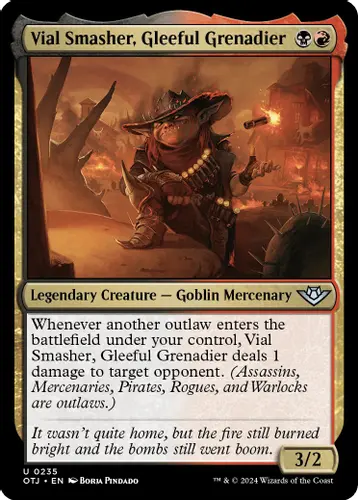 Vial Smasher, Gleeful Grenadier
Legendary Creature — Goblin Mercenary
Whenever another outlaw enters the
battlefield under your control, Vial
Smasher, Gleeful Grenadier deals 1
damage to target opponent. (Assassins,
Mercenaries, Pirates, Rogues, and Warlocks
are outlaws.)
It wasn't quite home, but the fire still burned
bright and the bombs still went boom.
3/2
U 0235
OTJ • EN Borja Pindado
™ & © 2024 Wizards of the Coast